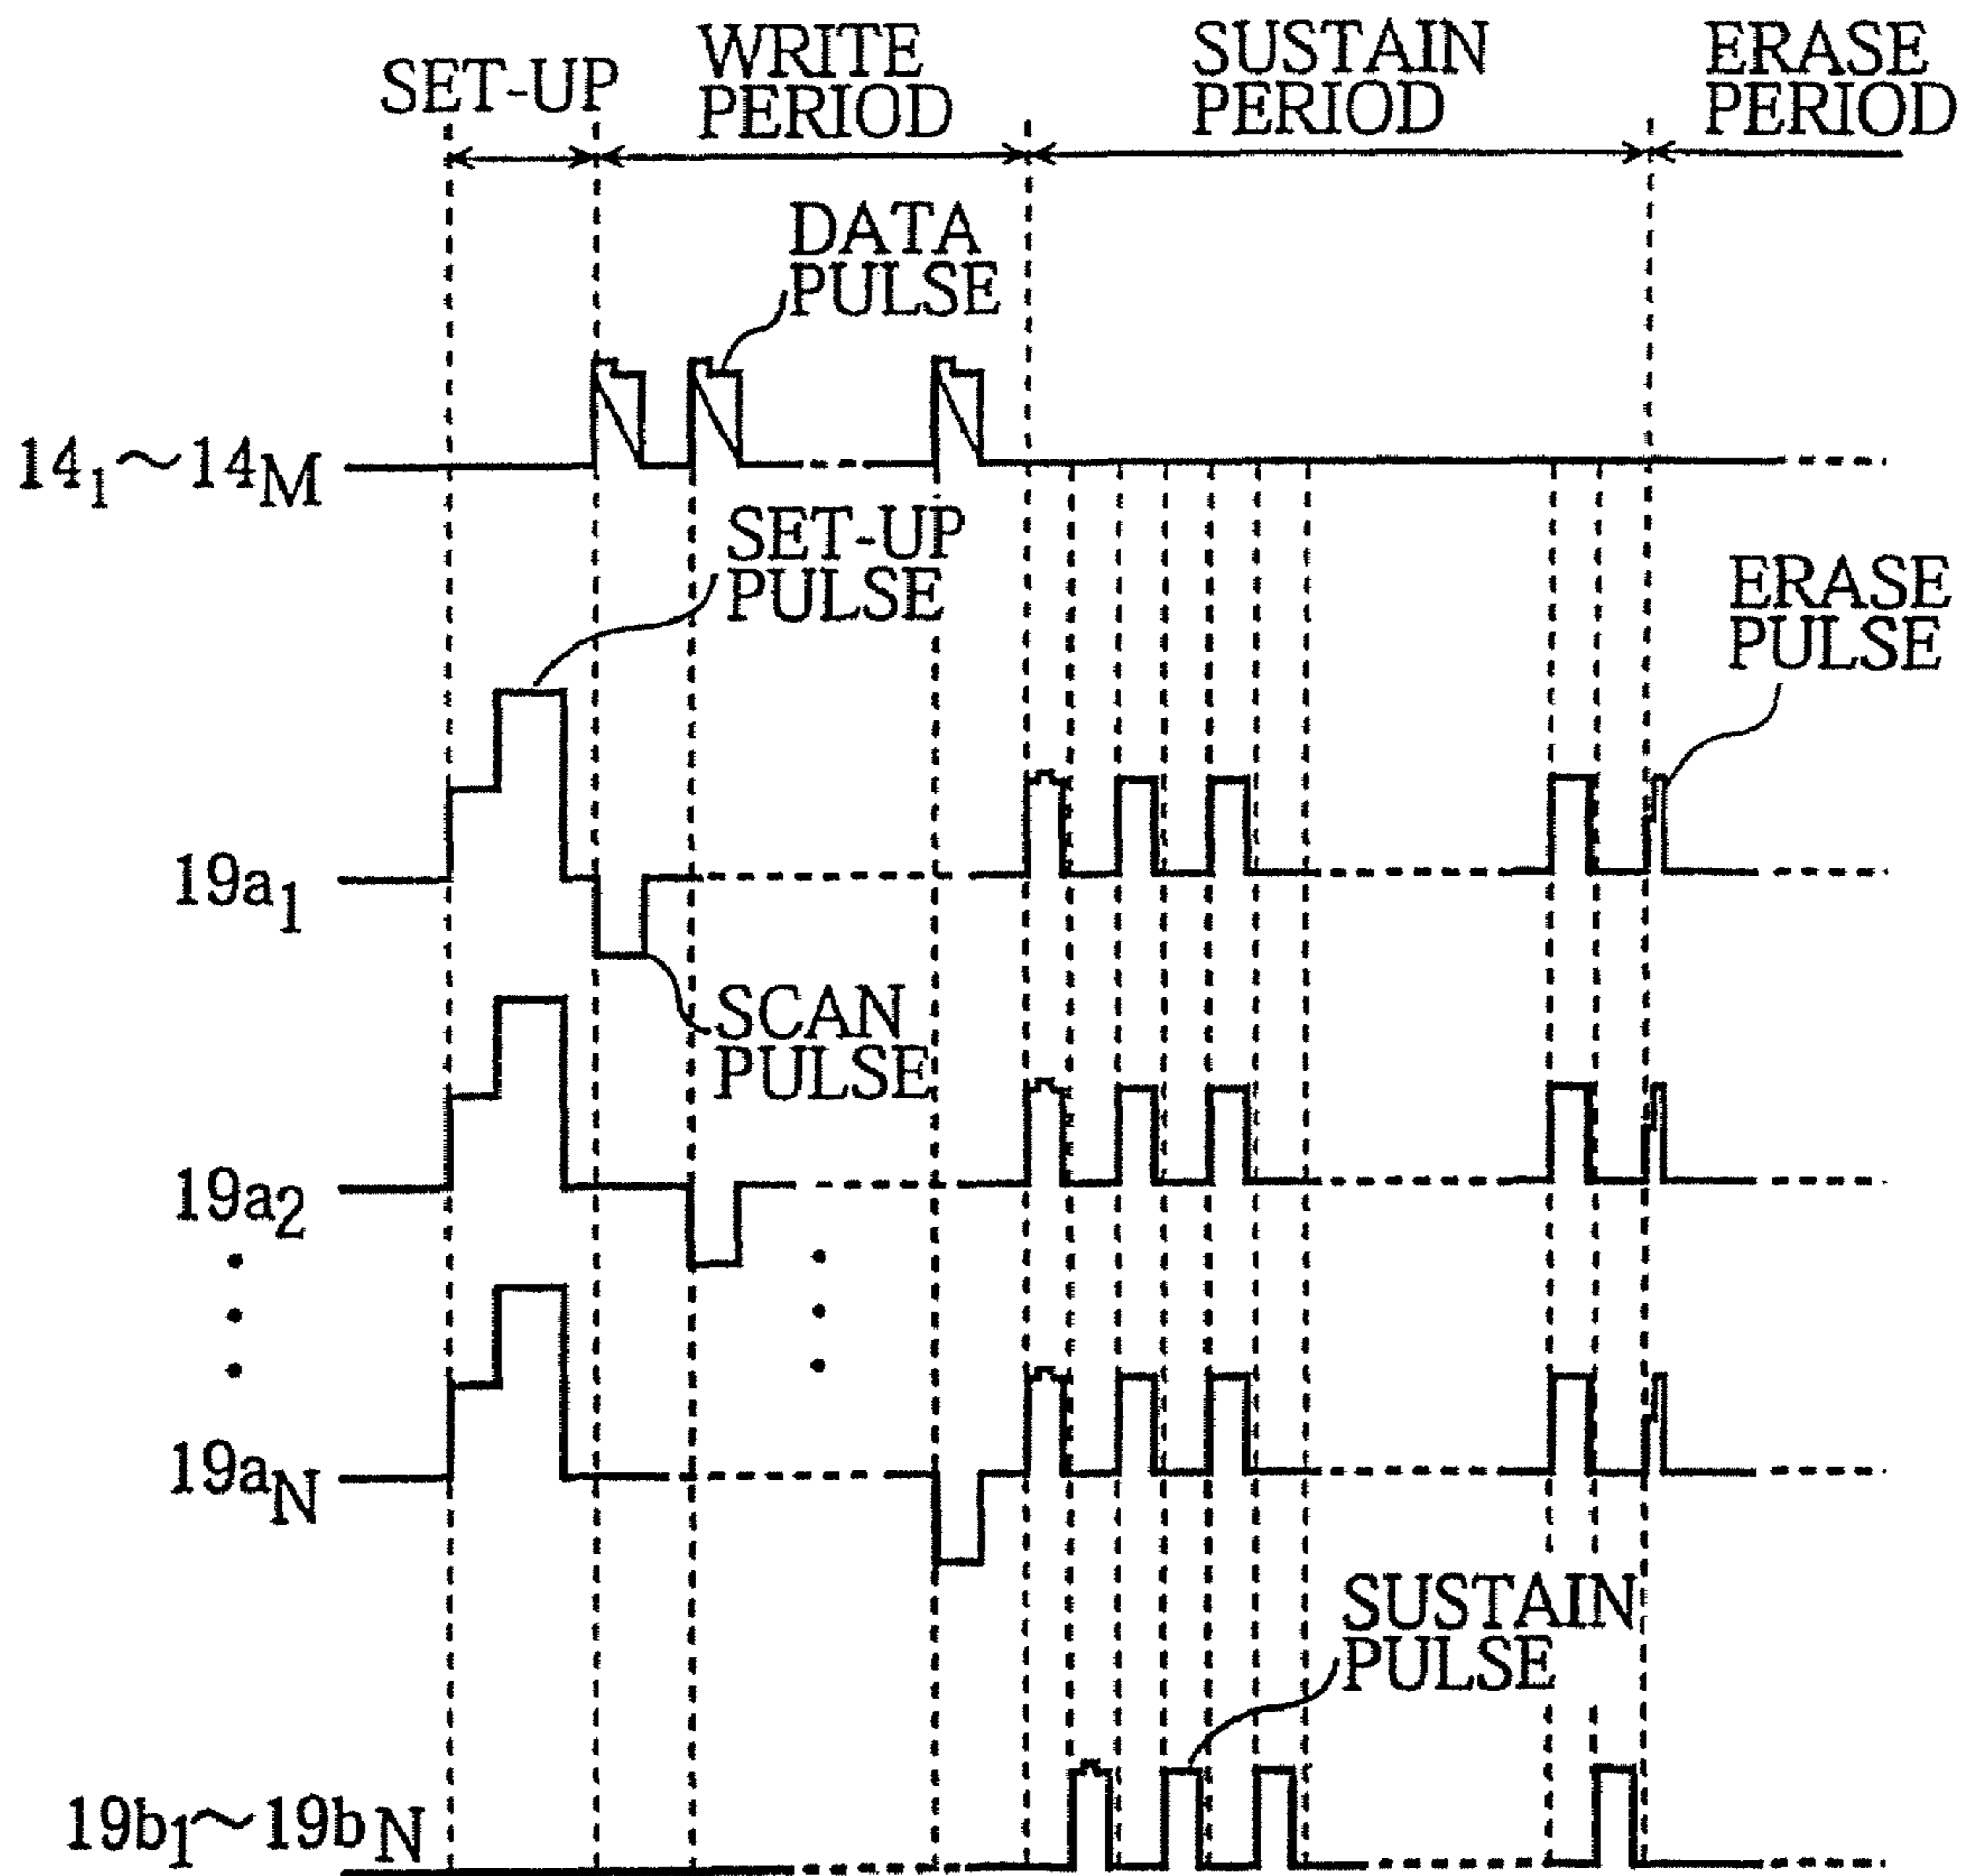 SET-UP
WRITE
PERIOD
SUSTAIN
PERIOD
ERASE
PERIOD
DATA
PULSE
14₁～14M
SET-UP
PULSE
ERASE
PULSE
19a₁
SCAN
PULSE
19a₂
19aN
SUSTAIN
PULSE
19b₁～19bN